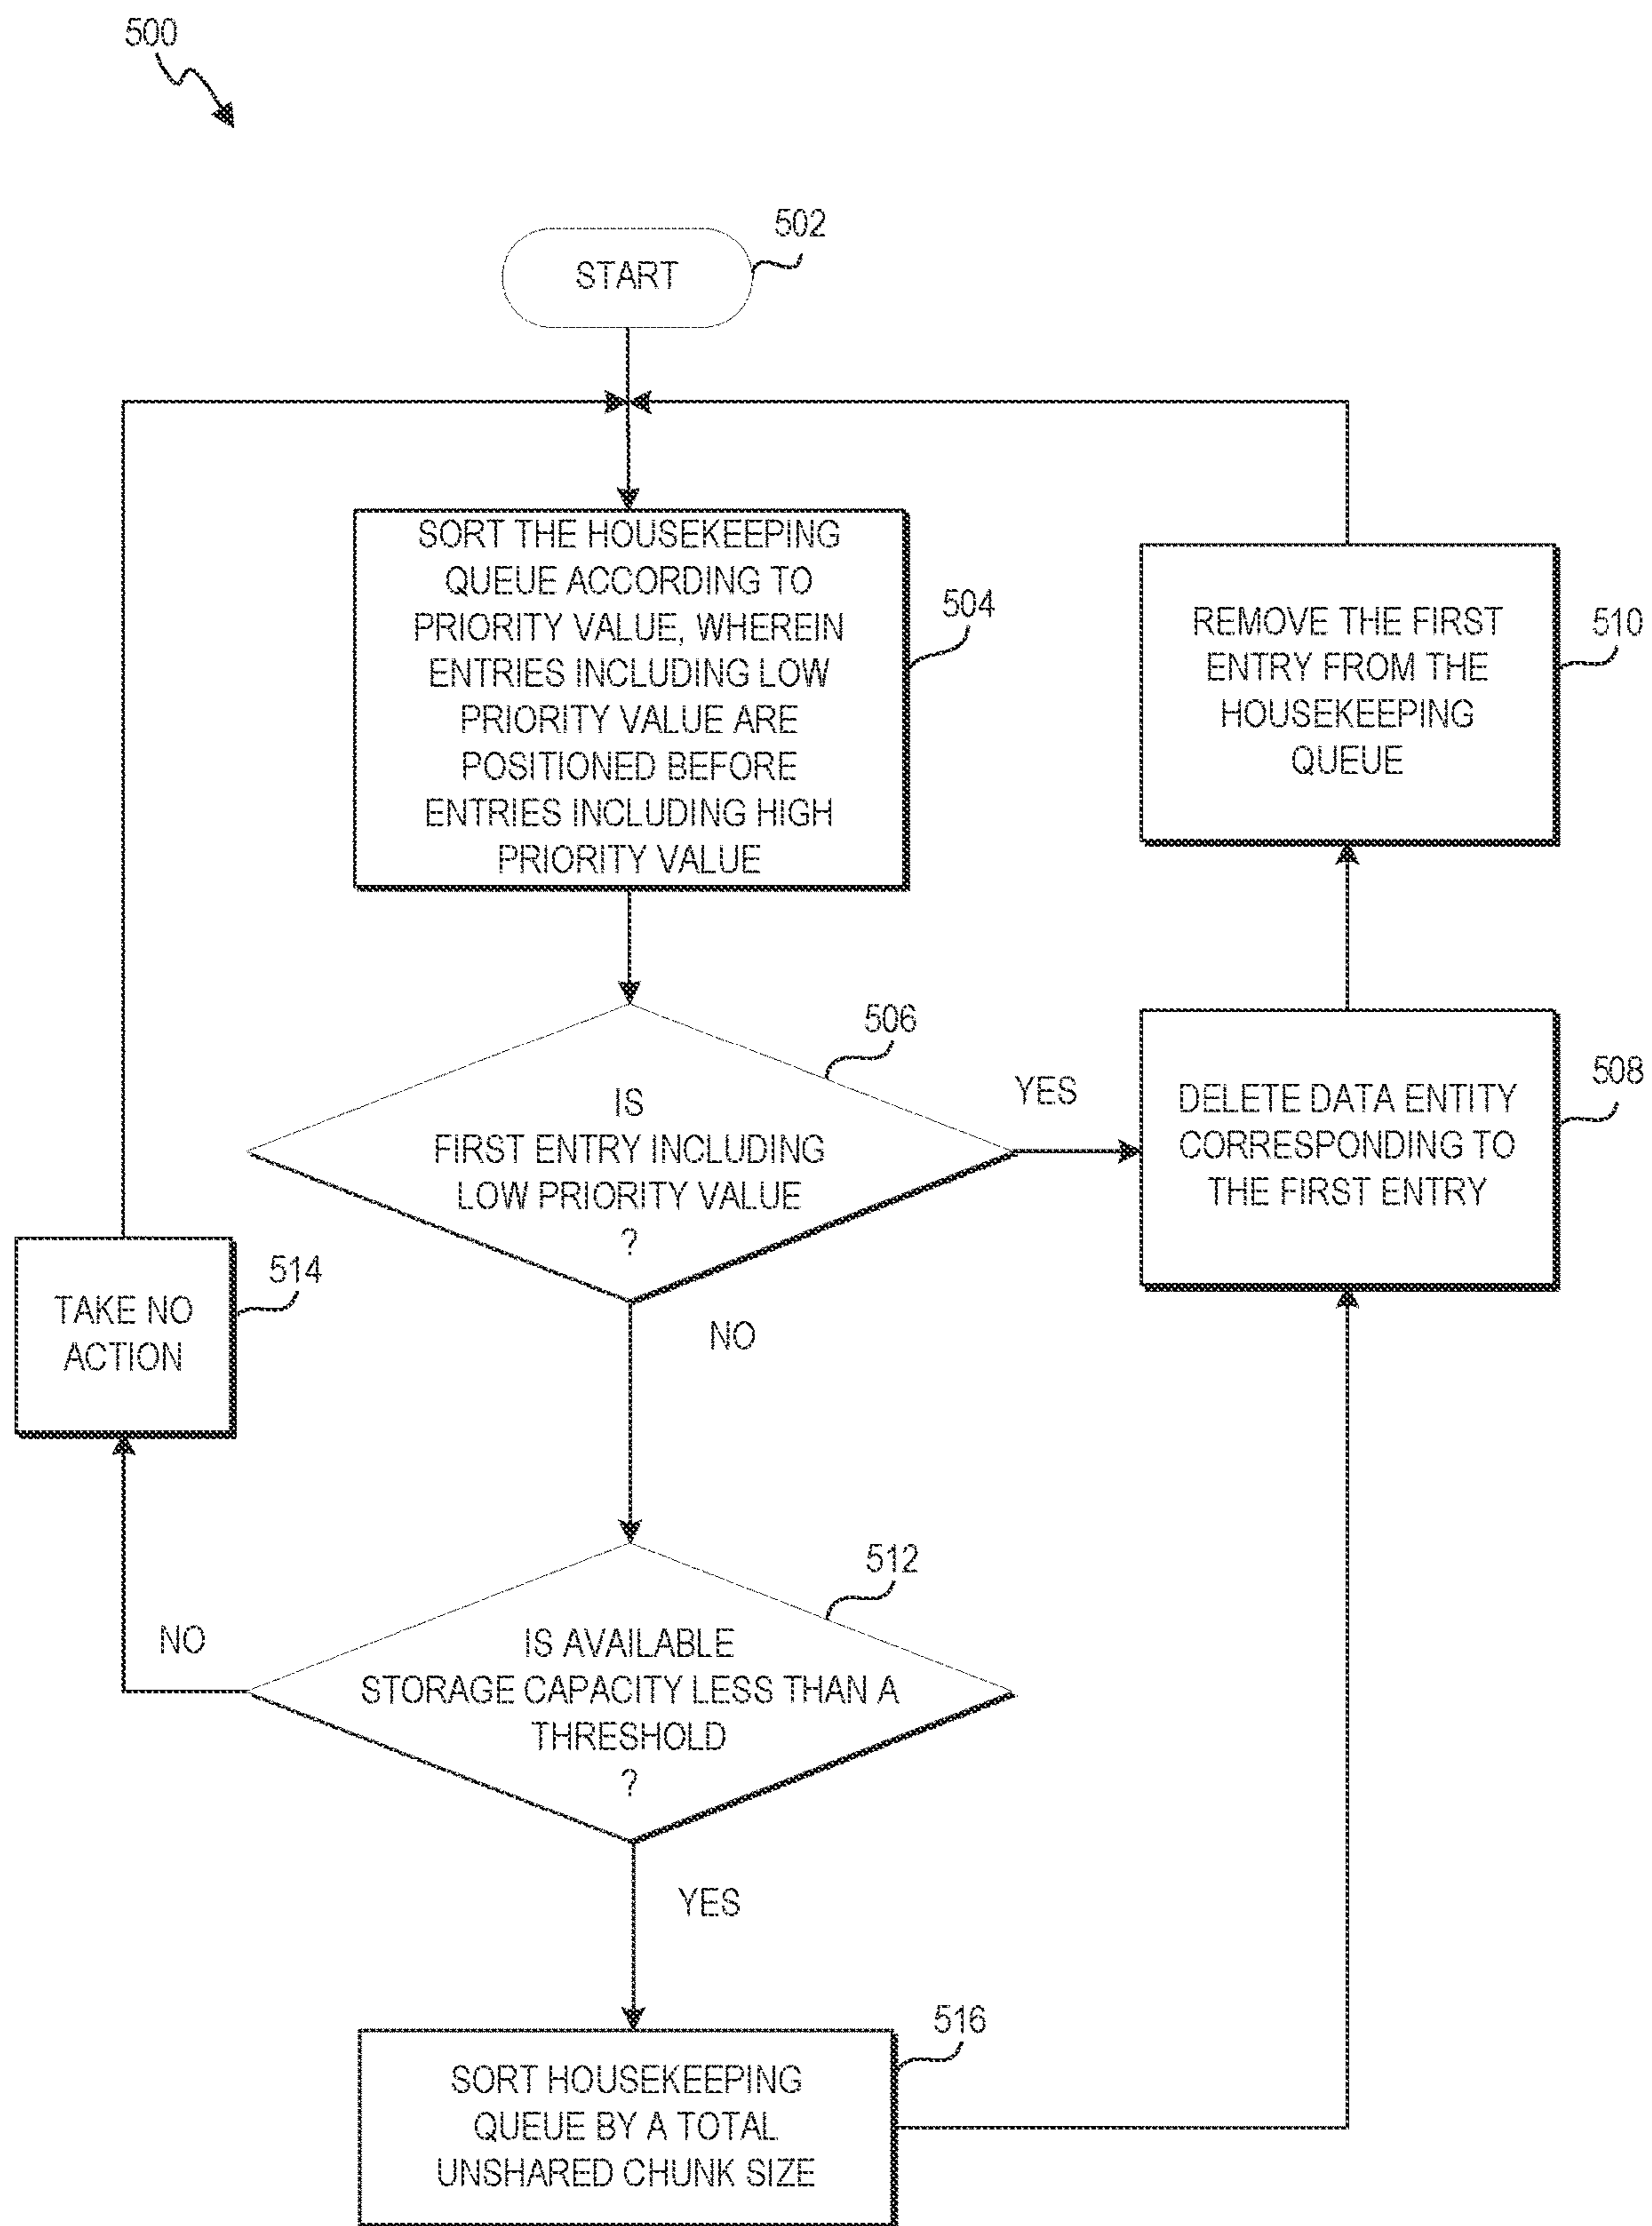 500
502
START
SORT THE HOUSEKEEPING
QUEUE ACCORDING TO
PRIORITY VALUE, WHEREIN
ENTRIES INCLUDING LOW
PRIORITY VALUE ARE
POSITIONED BEFORE
ENTRIES INCLUDING HIGH
PRIORITY VALUE
504
REMOVE THE FIRST
ENTRY FROM THE
HOUSEKEEPING
QUEUE
510
506
IS
FIRST ENTRY INCLUDING
LOW PRIORITY VALUE
?
YES
DELETE DATA ENTITY
CORRESPONDING TO
THE FIRST ENTRY
508
NO
514
TAKE NO
ACTION
512
IS AVAILABLE
STORAGE CAPACITY LESS THAN A
THRESHOLD
?
NO
YES
516
SORT HOUSEKEEPING
QUEUE BY A TOTAL
UNSHARED CHUNK SIZE